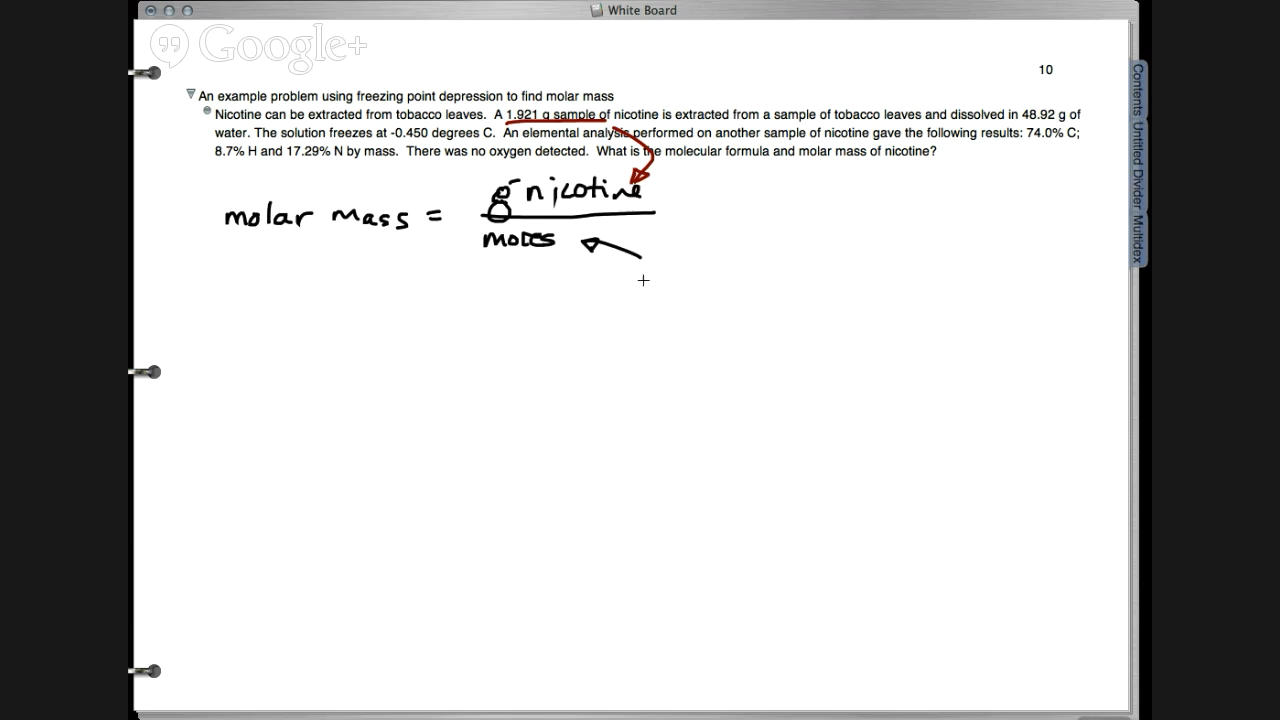 White Board
Google+
10
An example problem using freezing point depression to find molar mass
Nicotine can be extracted from tobacco leaves. A 1.921 g sample of nicotine is extracted from a sample of tobacco leaves and dissolved in 48.92 g of
water. The solution freezes at -0.450 degrees C. An elemental analysis performed on another sample of nicotine gave the following results: 74.0% C;
8.7% H and 17.29% N by mass. There was no oxygen detected. What is the molecular formula and molar mass of nicotine?
g nicotine
molar mass =
moles
Contents
Untitled Divider
Multidex